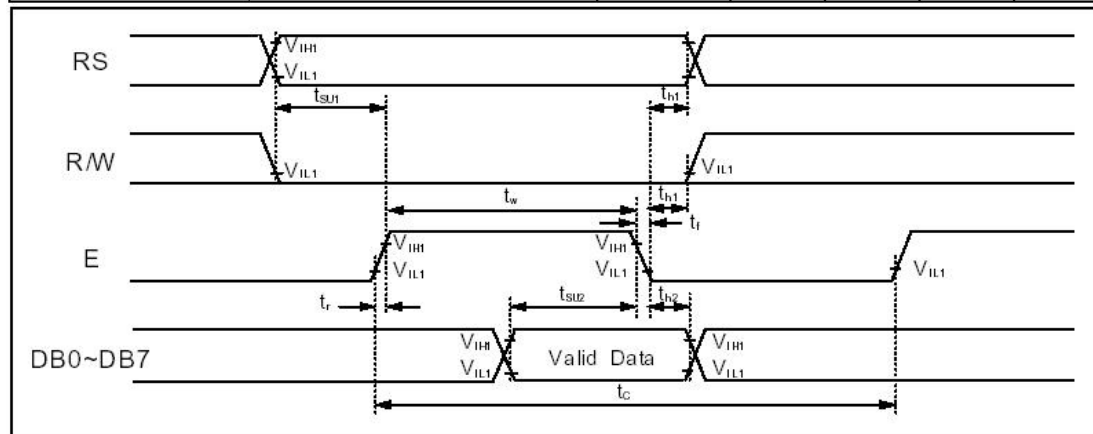 RS
VIH1
VIL1
tSU1
th1
R/W
VIL1
VIL1
tw
th1
tf
E
VIH1
VIL1
VIH1
VIL1
VIL1
tr
tSU2
th2
DB0~DB7
VIH1
VIL1
Valid Data
VIH1
VIL1
tC